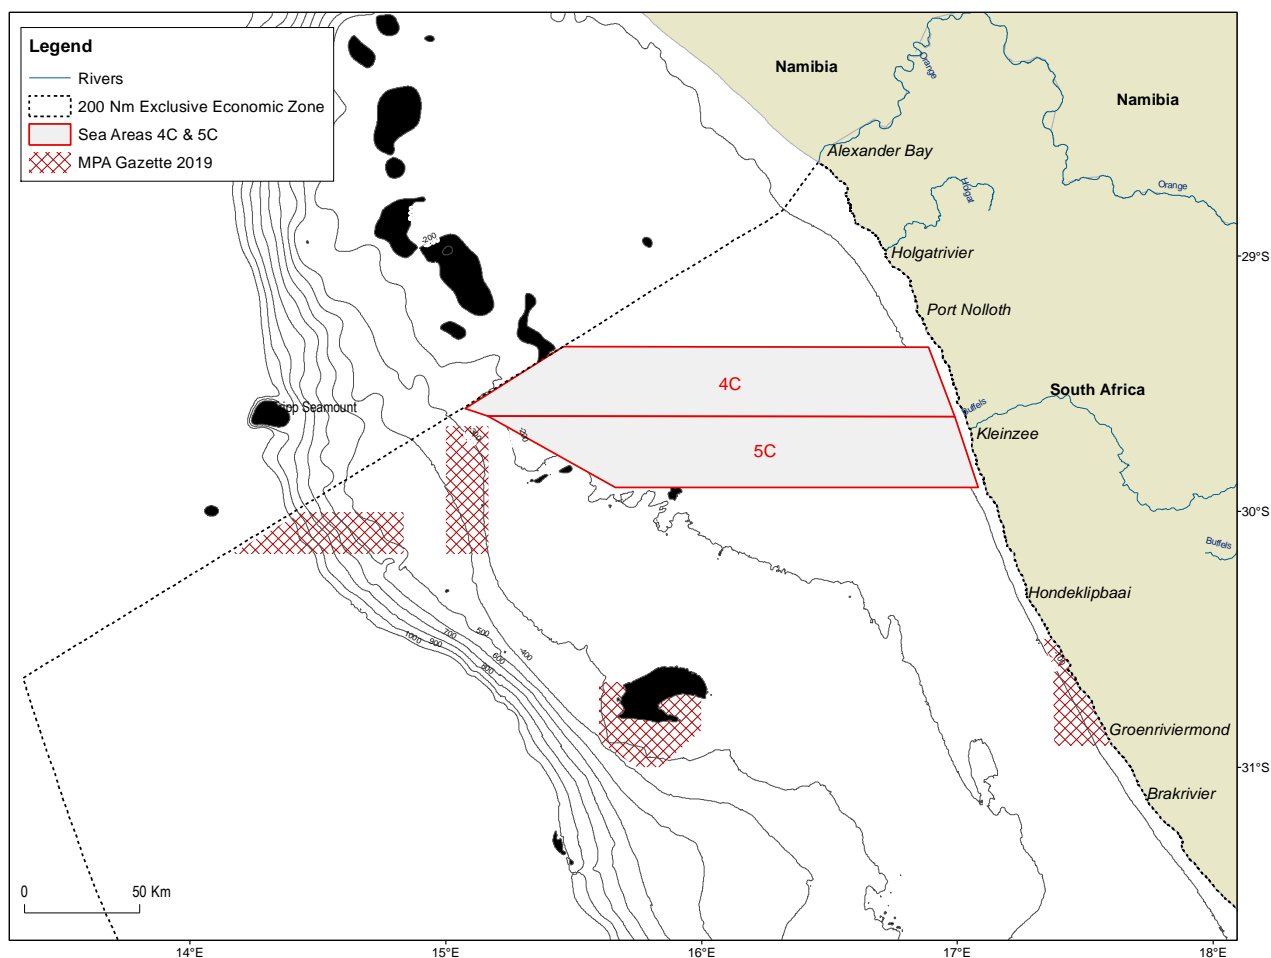 Legend
Rivers
200 Nm Exclusive Economic Zone
Sea Areas 4C & 5C
MPA Gazette 2019
Namibia
Namibia
Orange
Alexander Bay
Orange
Holgat
-200
Holgatrivier
29°S
Port Nolloth
4C
South Africa
Seamount
Buffels
Kleinzee
5C
30°S
Buffels
Hondeklipbaai
1000
900
700
500
600
800
-400
Groenriviermond
31°S
Brakrivier
0 50 Km
14°E
15°E
16°E
17°E
18°E